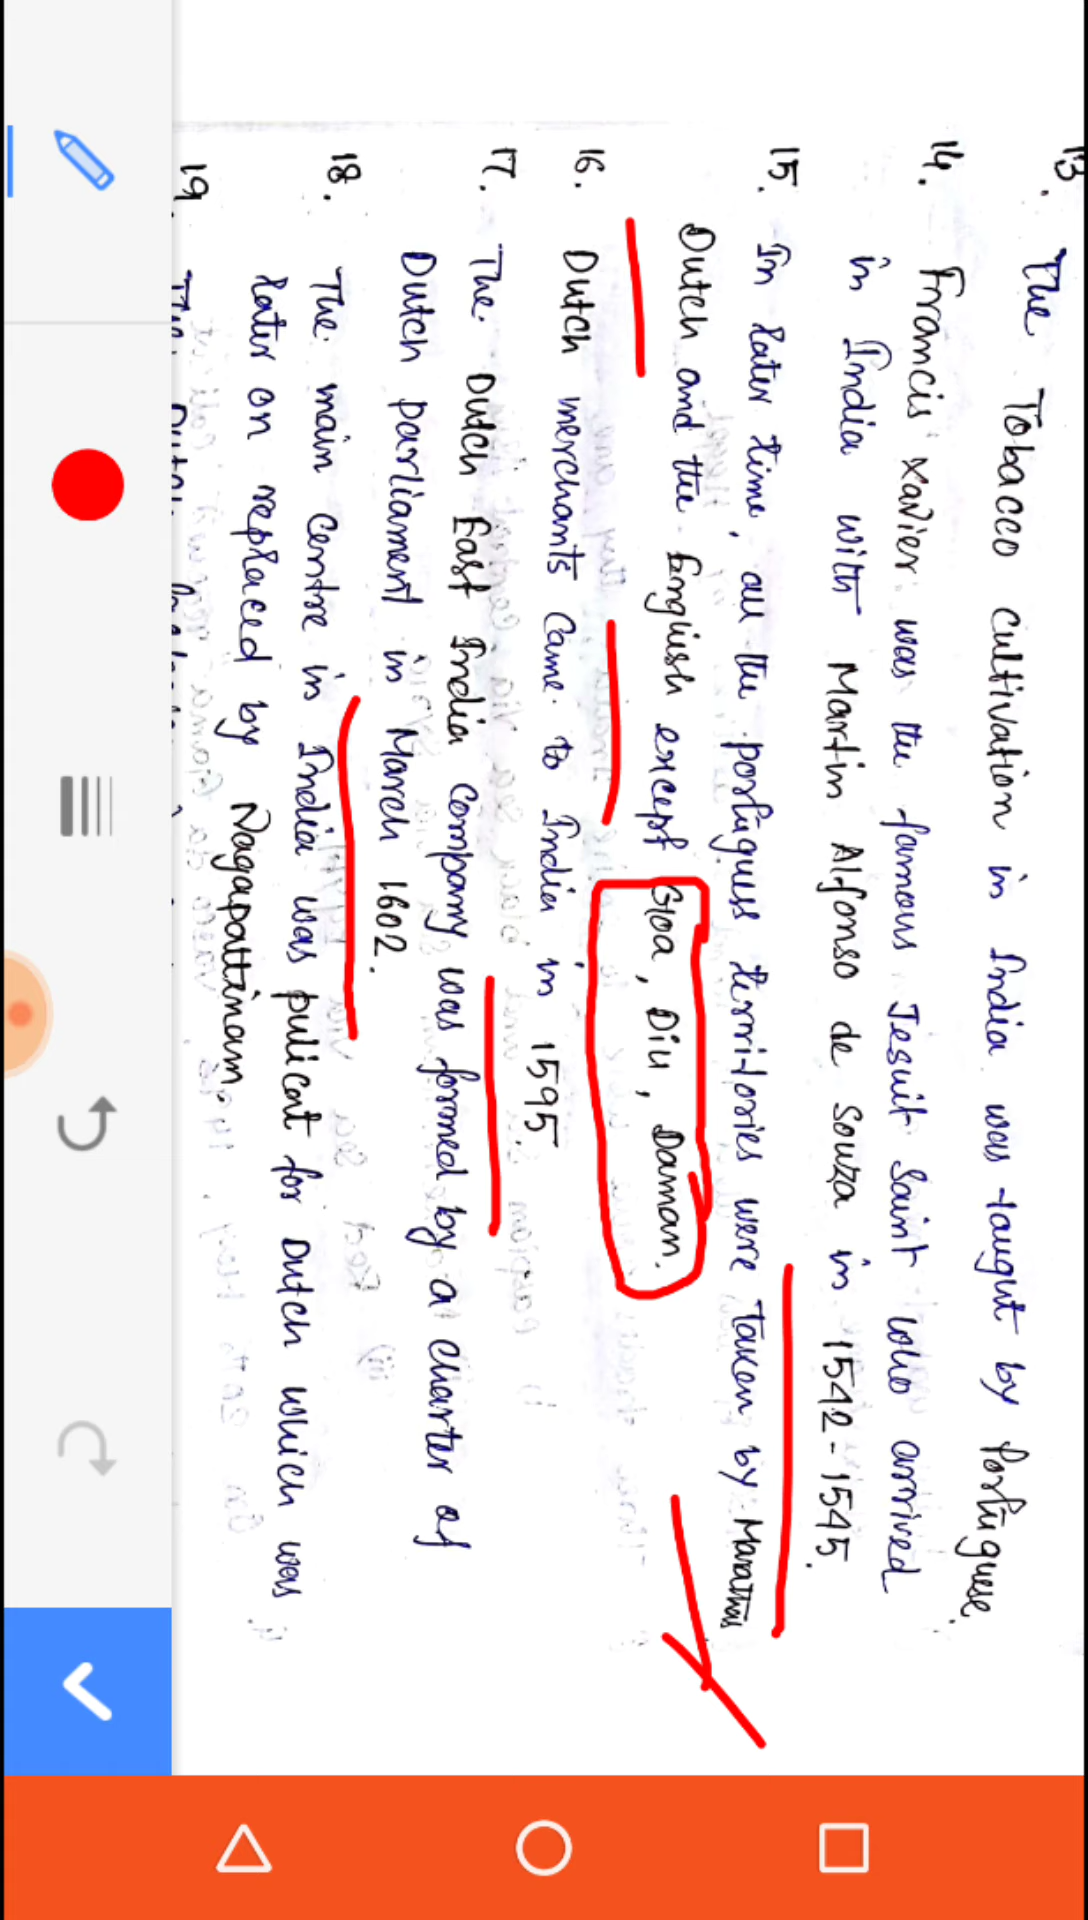 13. The Tobacco cultivation in India was taught by Portuguese.
14. Francis Xavier was the famous Jesuit Saint who arrived
in India with Martin Alfonso de Souza in 1542-1545.
15. In later time, all the portuguese territories were Taken by Marathas
Dutch and the English except Goa, Diu, Daman.
16. Dutch merchants came to India in 1595.
17. The Dutch East India company was formed by a charter of
Dutch parliament in March 1602.
18. The main centre in India was pulicat for Dutch which was
later on replaced by Nagapattinam.
19.